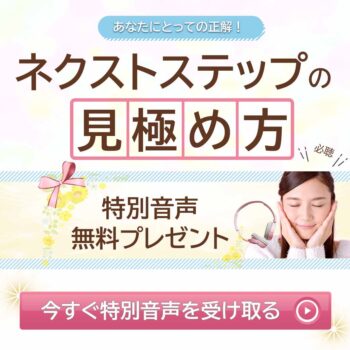 あなたにとっての正解！
ネクストステップの
見極め方
必聴
特別音声
無料プレゼント
今すぐ特別音声を受け取る